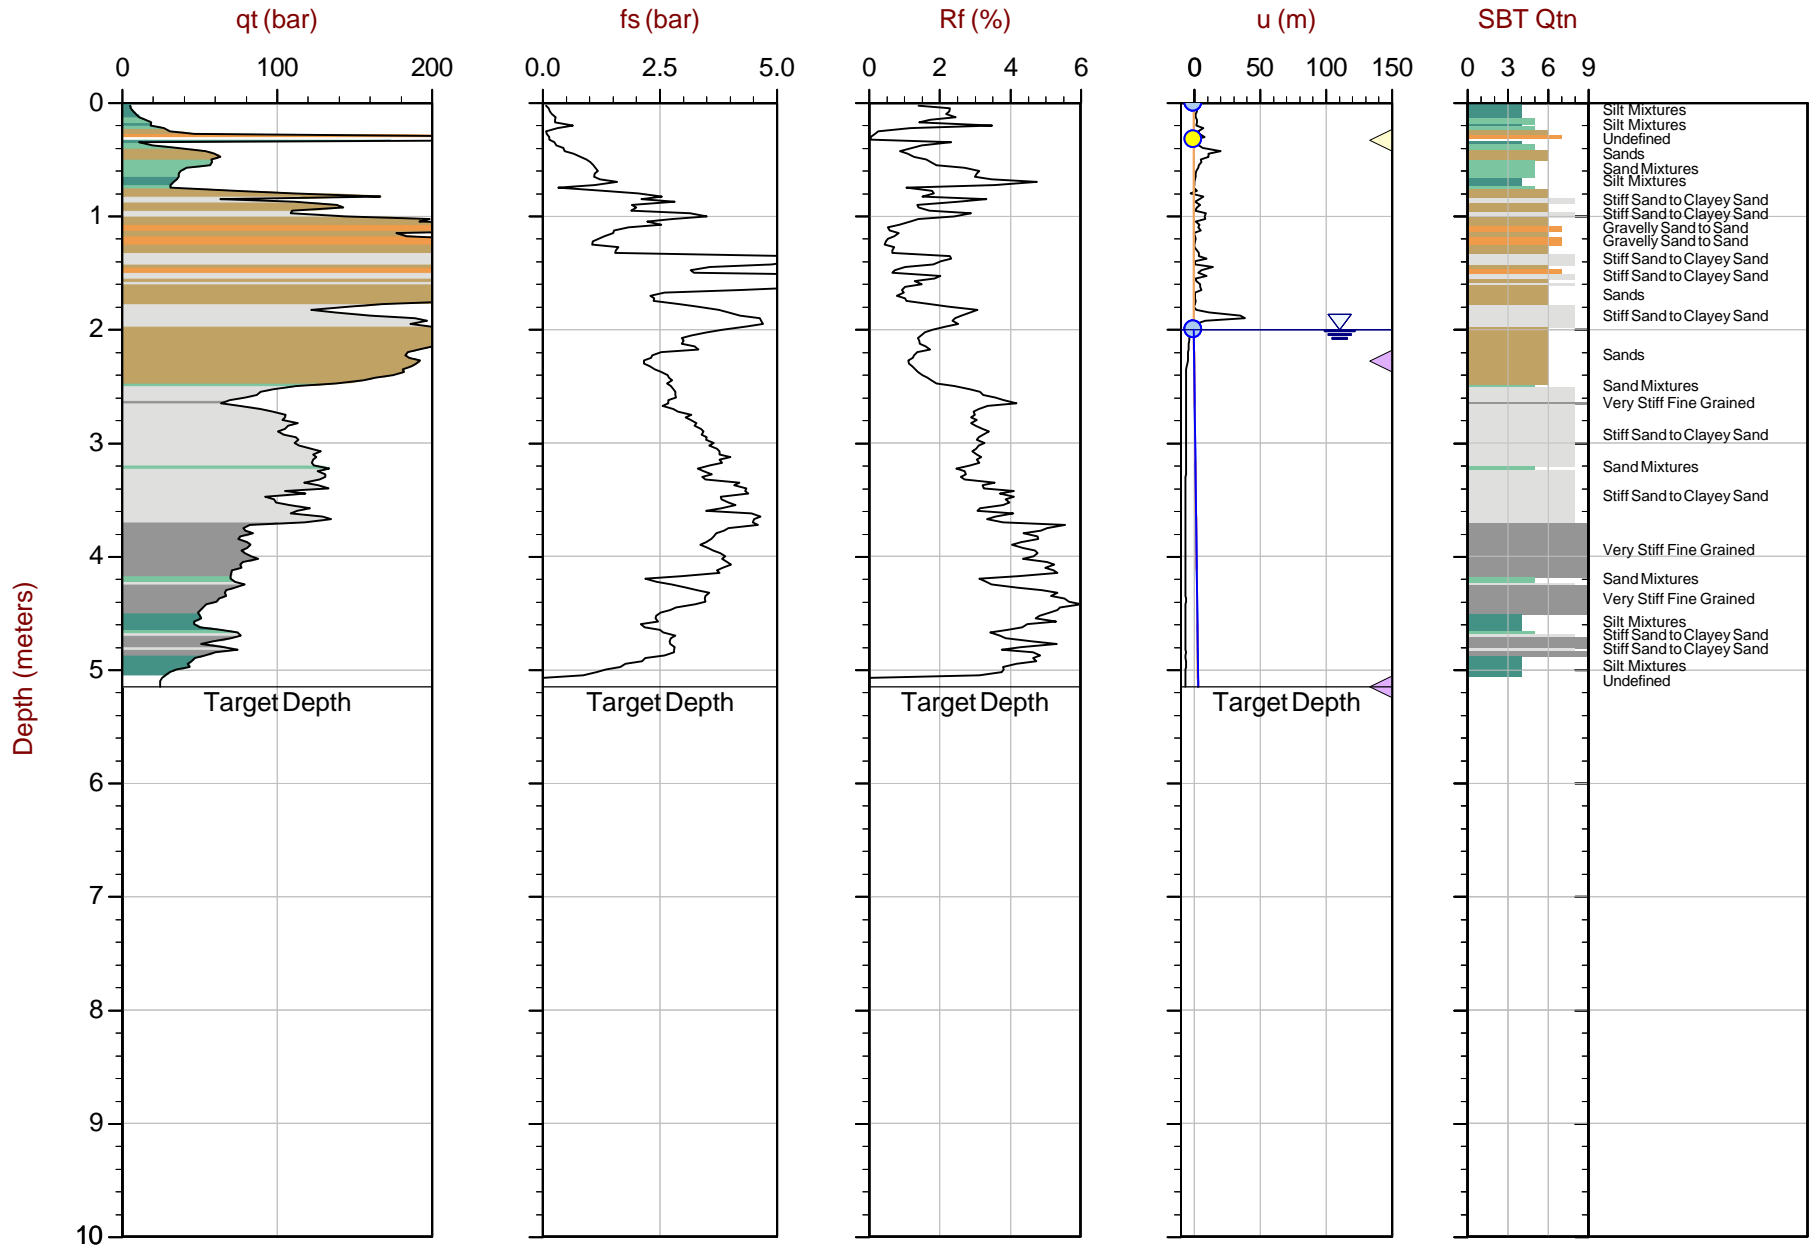 qt (bar) fs (bar) Rf (%) u (m) SBT Qtn
0 100 200 0.0 2.5 5.0 0 2 4 6 0 0 50 100 150 0 3 6 9
0
1
2
3
4
5
6
7
8
9
10
Depth (meters)
Silt Mixtures
Silt Mixtures
Undefined
Sands
Sand Mixtures
Silt Mixtures
Stiff Sand to Clayey Sand
Stiff Sand to Clayey Sand
Gravelly Sand to Sand
Gravelly Sand to Sand
Stiff Sand to Clayey Sand
Stiff Sand to Clayey Sand
Sands
Stiff Sand to Clayey Sand
Sands
Sand Mixtures
Very Stiff Fine Grained
Stiff Sand to Clayey Sand
Sand Mixtures
Stiff Sand to Clayey Sand
Very Stiff Fine Grained
Sand Mixtures
Very Stiff Fine Grained
Silt Mixtures
Stiff Sand to Clayey Sand
Stiff Sand to Clayey Sand
Silt Mixtures
Undefined
Target Depth Target Depth Target Depth Target Depth